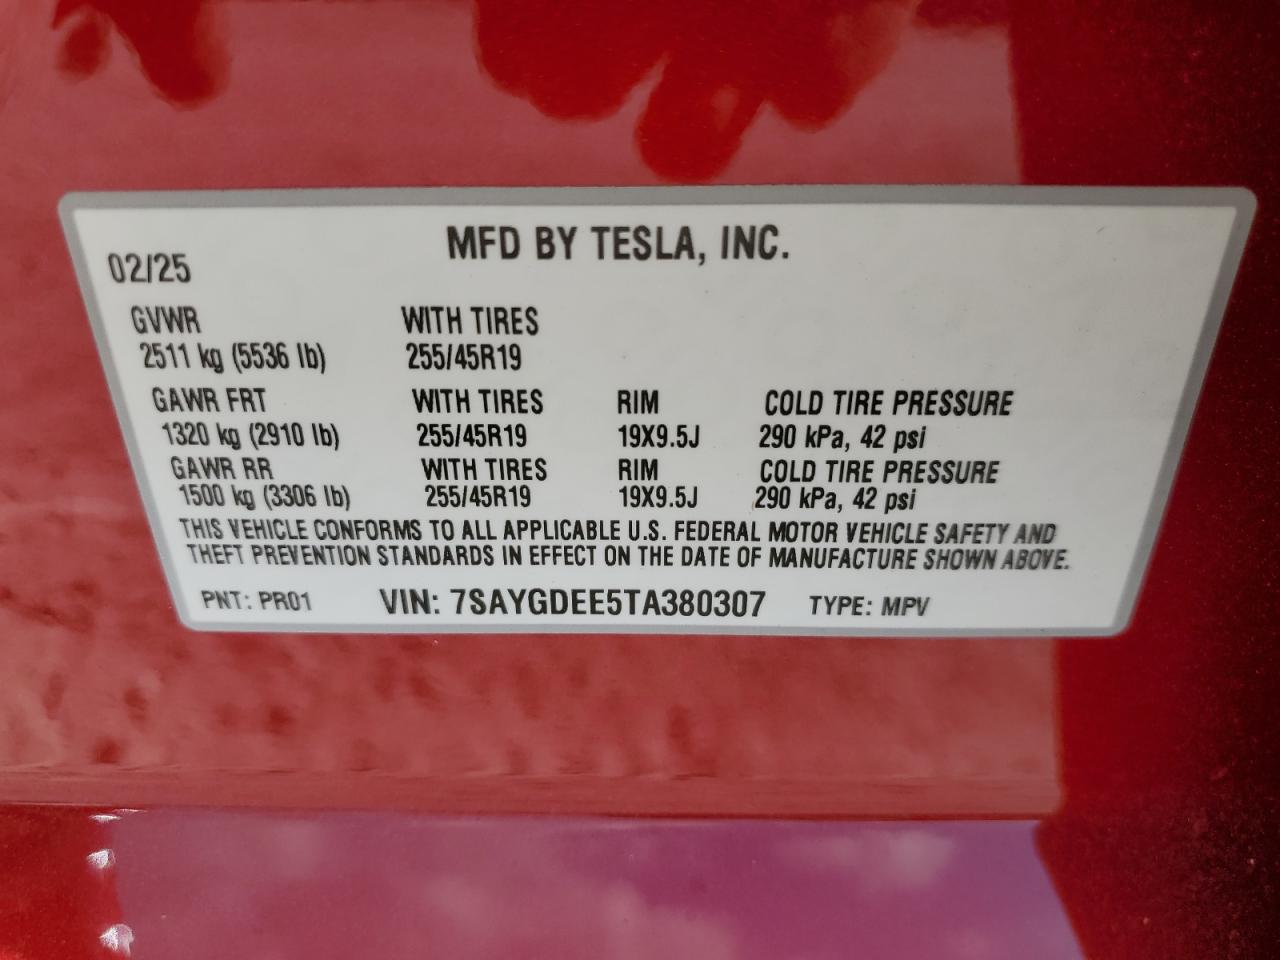 MFD BY TESLA, INC.
02/25
GVWR WITH TIRES
2511 kg (5536 lb) 255/45R19
GAWR FRT WITH TIRES RIM COLD TIRE PRESSURE
1320 kg (2910 lb) 255/45R19 19X9.5J 290 kPa, 42 psi
GAWR RR WITH TIRES RIM COLD TIRE PRESSURE
1500 kg (3306 lb) 255/45R19 19X9.5J 290 kPa, 42 psi
THIS VEHICLE CONFORMS TO ALL APPLICABLE U.S. FEDERAL MOTOR VEHICLE SAFETY AND
THEFT PREVENTION STANDARDS IN EFFECT ON THE DATE OF MANUFACTURE SHOWN ABOVE.
PNT: PR01 VIN: 7SAYGDEE5TA380307 TYPE: MPV